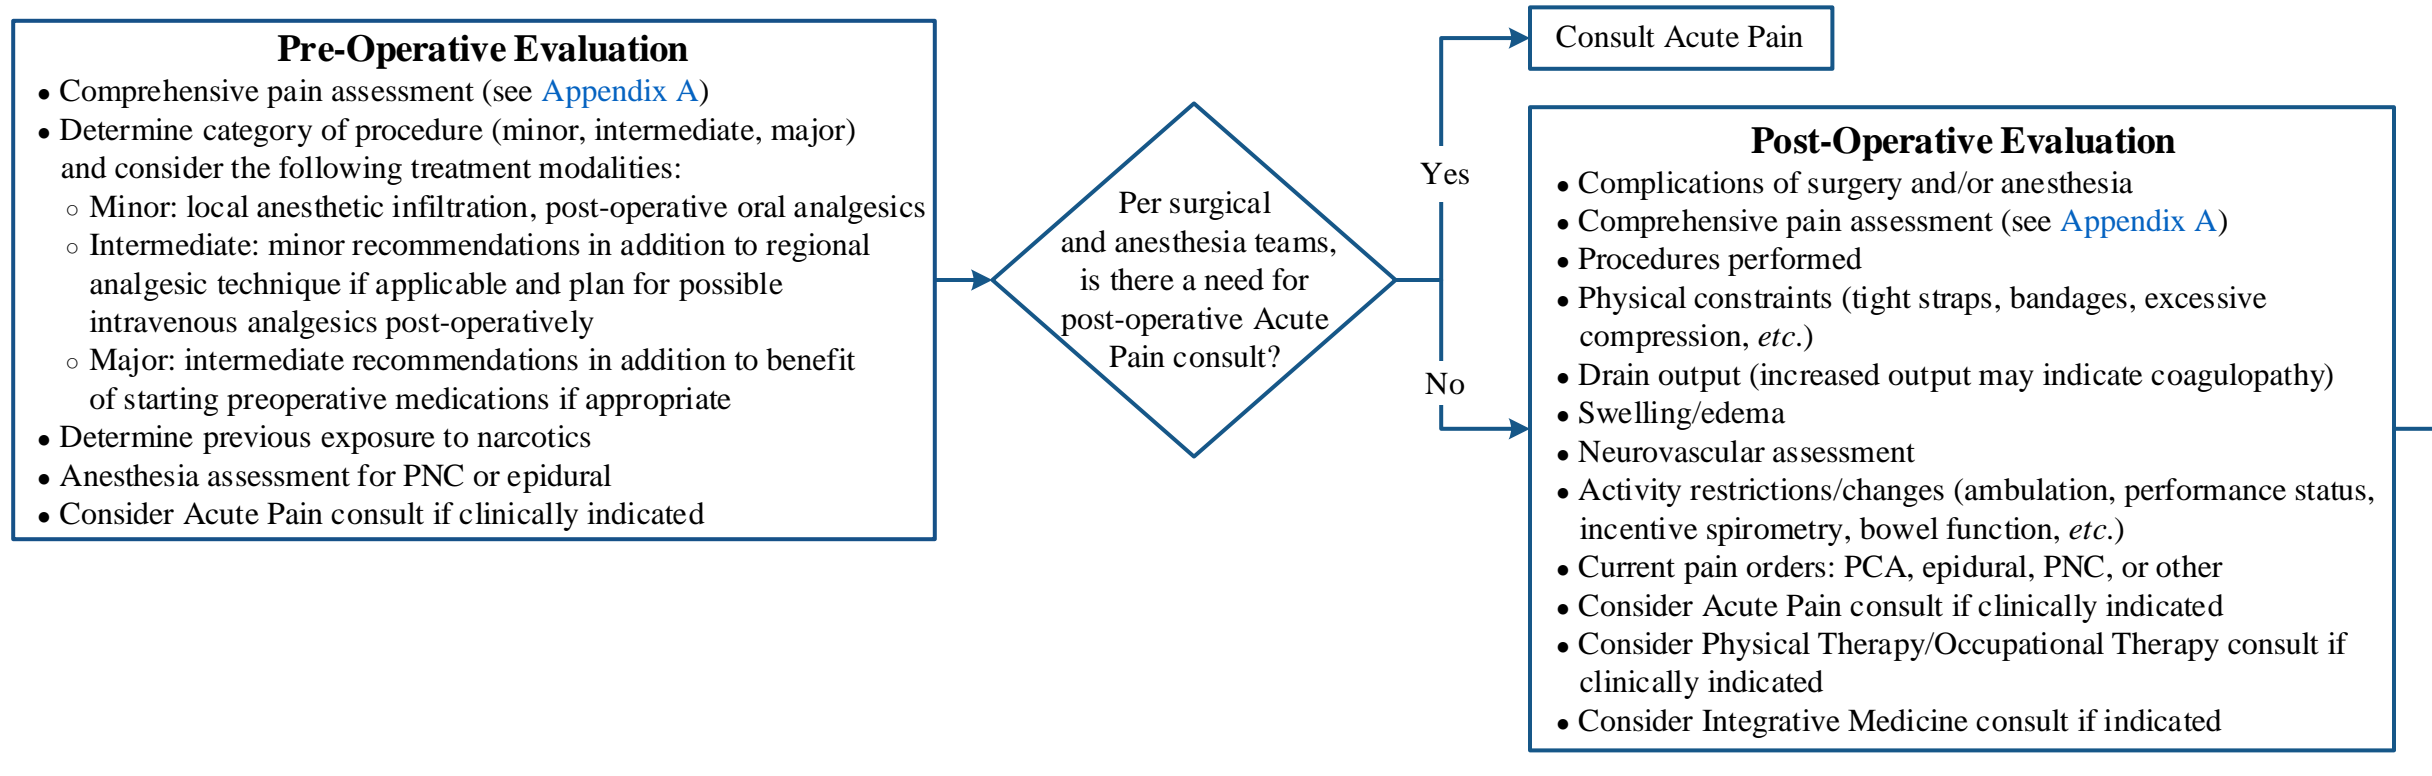 Pre-Operative Evaluation
● Comprehensive pain assessment (see Appendix A)
● Determine category of procedure (minor, intermediate, major)
and consider the following treatment modalities:
○ Minor: local anesthetic infiltration, post-operative oral analgesics
○ Intermediate: minor recommendations in addition to regional
analgesic technique if applicable and plan for possible
intravenous analgesics post-operatively
○ Major: intermediate recommendations in addition to benefit
of starting preoperative medications if appropriate
● Determine previous exposure to narcotics
● Anesthesia assessment for PNC or epidural
● Consider Acute Pain consult if clinically indicated
Per surgical
and anesthesia teams,
is there a need for
post-operative Acute
Pain consult?
Yes
Consult Acute Pain
No
Post-Operative Evaluation
● Complications of surgery and/or anesthesia
● Comprehensive pain assessment (see Appendix A)
● Procedures performed
● Physical constraints (tight straps, bandages, excessive
compression, etc.)
● Drain output (increased output may indicate coagulopathy)
● Swelling/edema
● Neurovascular assessment
● Activity restrictions/changes (ambulation, performance status,
incentive spirometry, bowel function, etc.)
● Current pain orders: PCA, epidural, PNC, or other
● Consider Acute Pain consult if clinically indicated
● Consider Physical Therapy/Occupational Therapy consult if
clinically indicated
● Consider Integrative Medicine consult if indicated